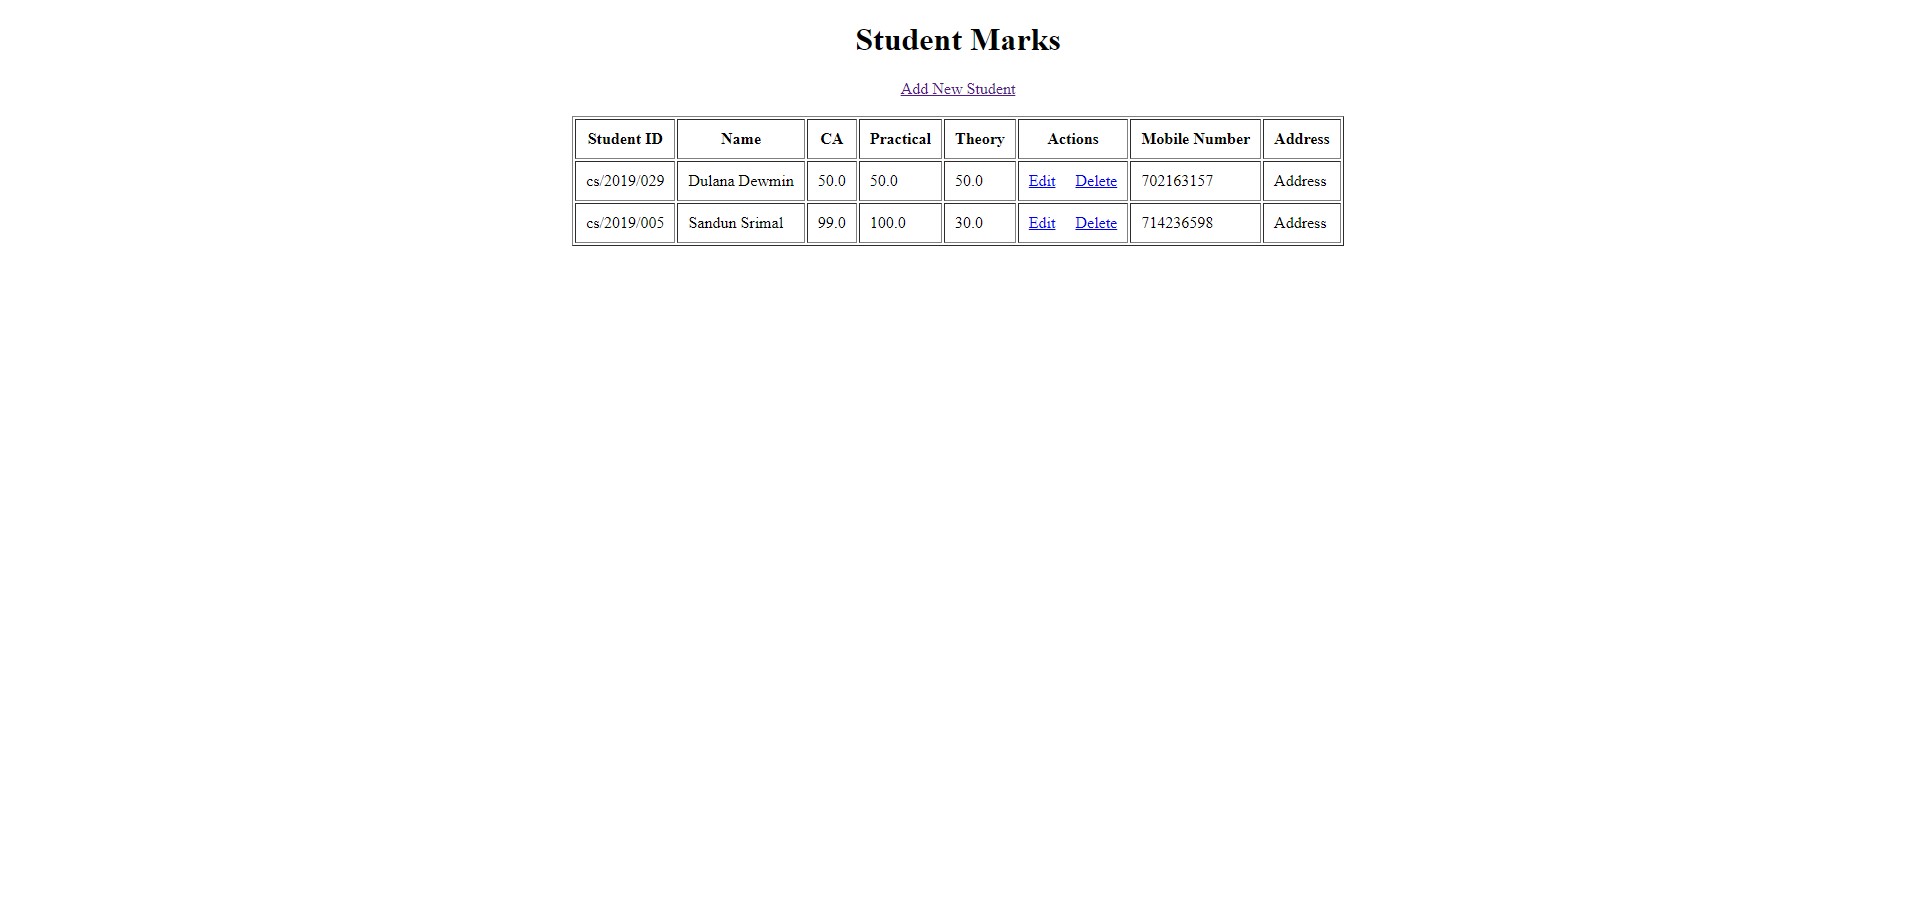 Student Marks
Add New Student
Student ID Name CA Practical Theory Actions Mobile Number Address
cs/2019/029 Dulana Dewmin 50.0 50.0 50.0 Edit Delete 702163157 Address
cs/2019/005 Sandun Srimal 99.0 100.0 30.0 Edit Delete 714236598 Address